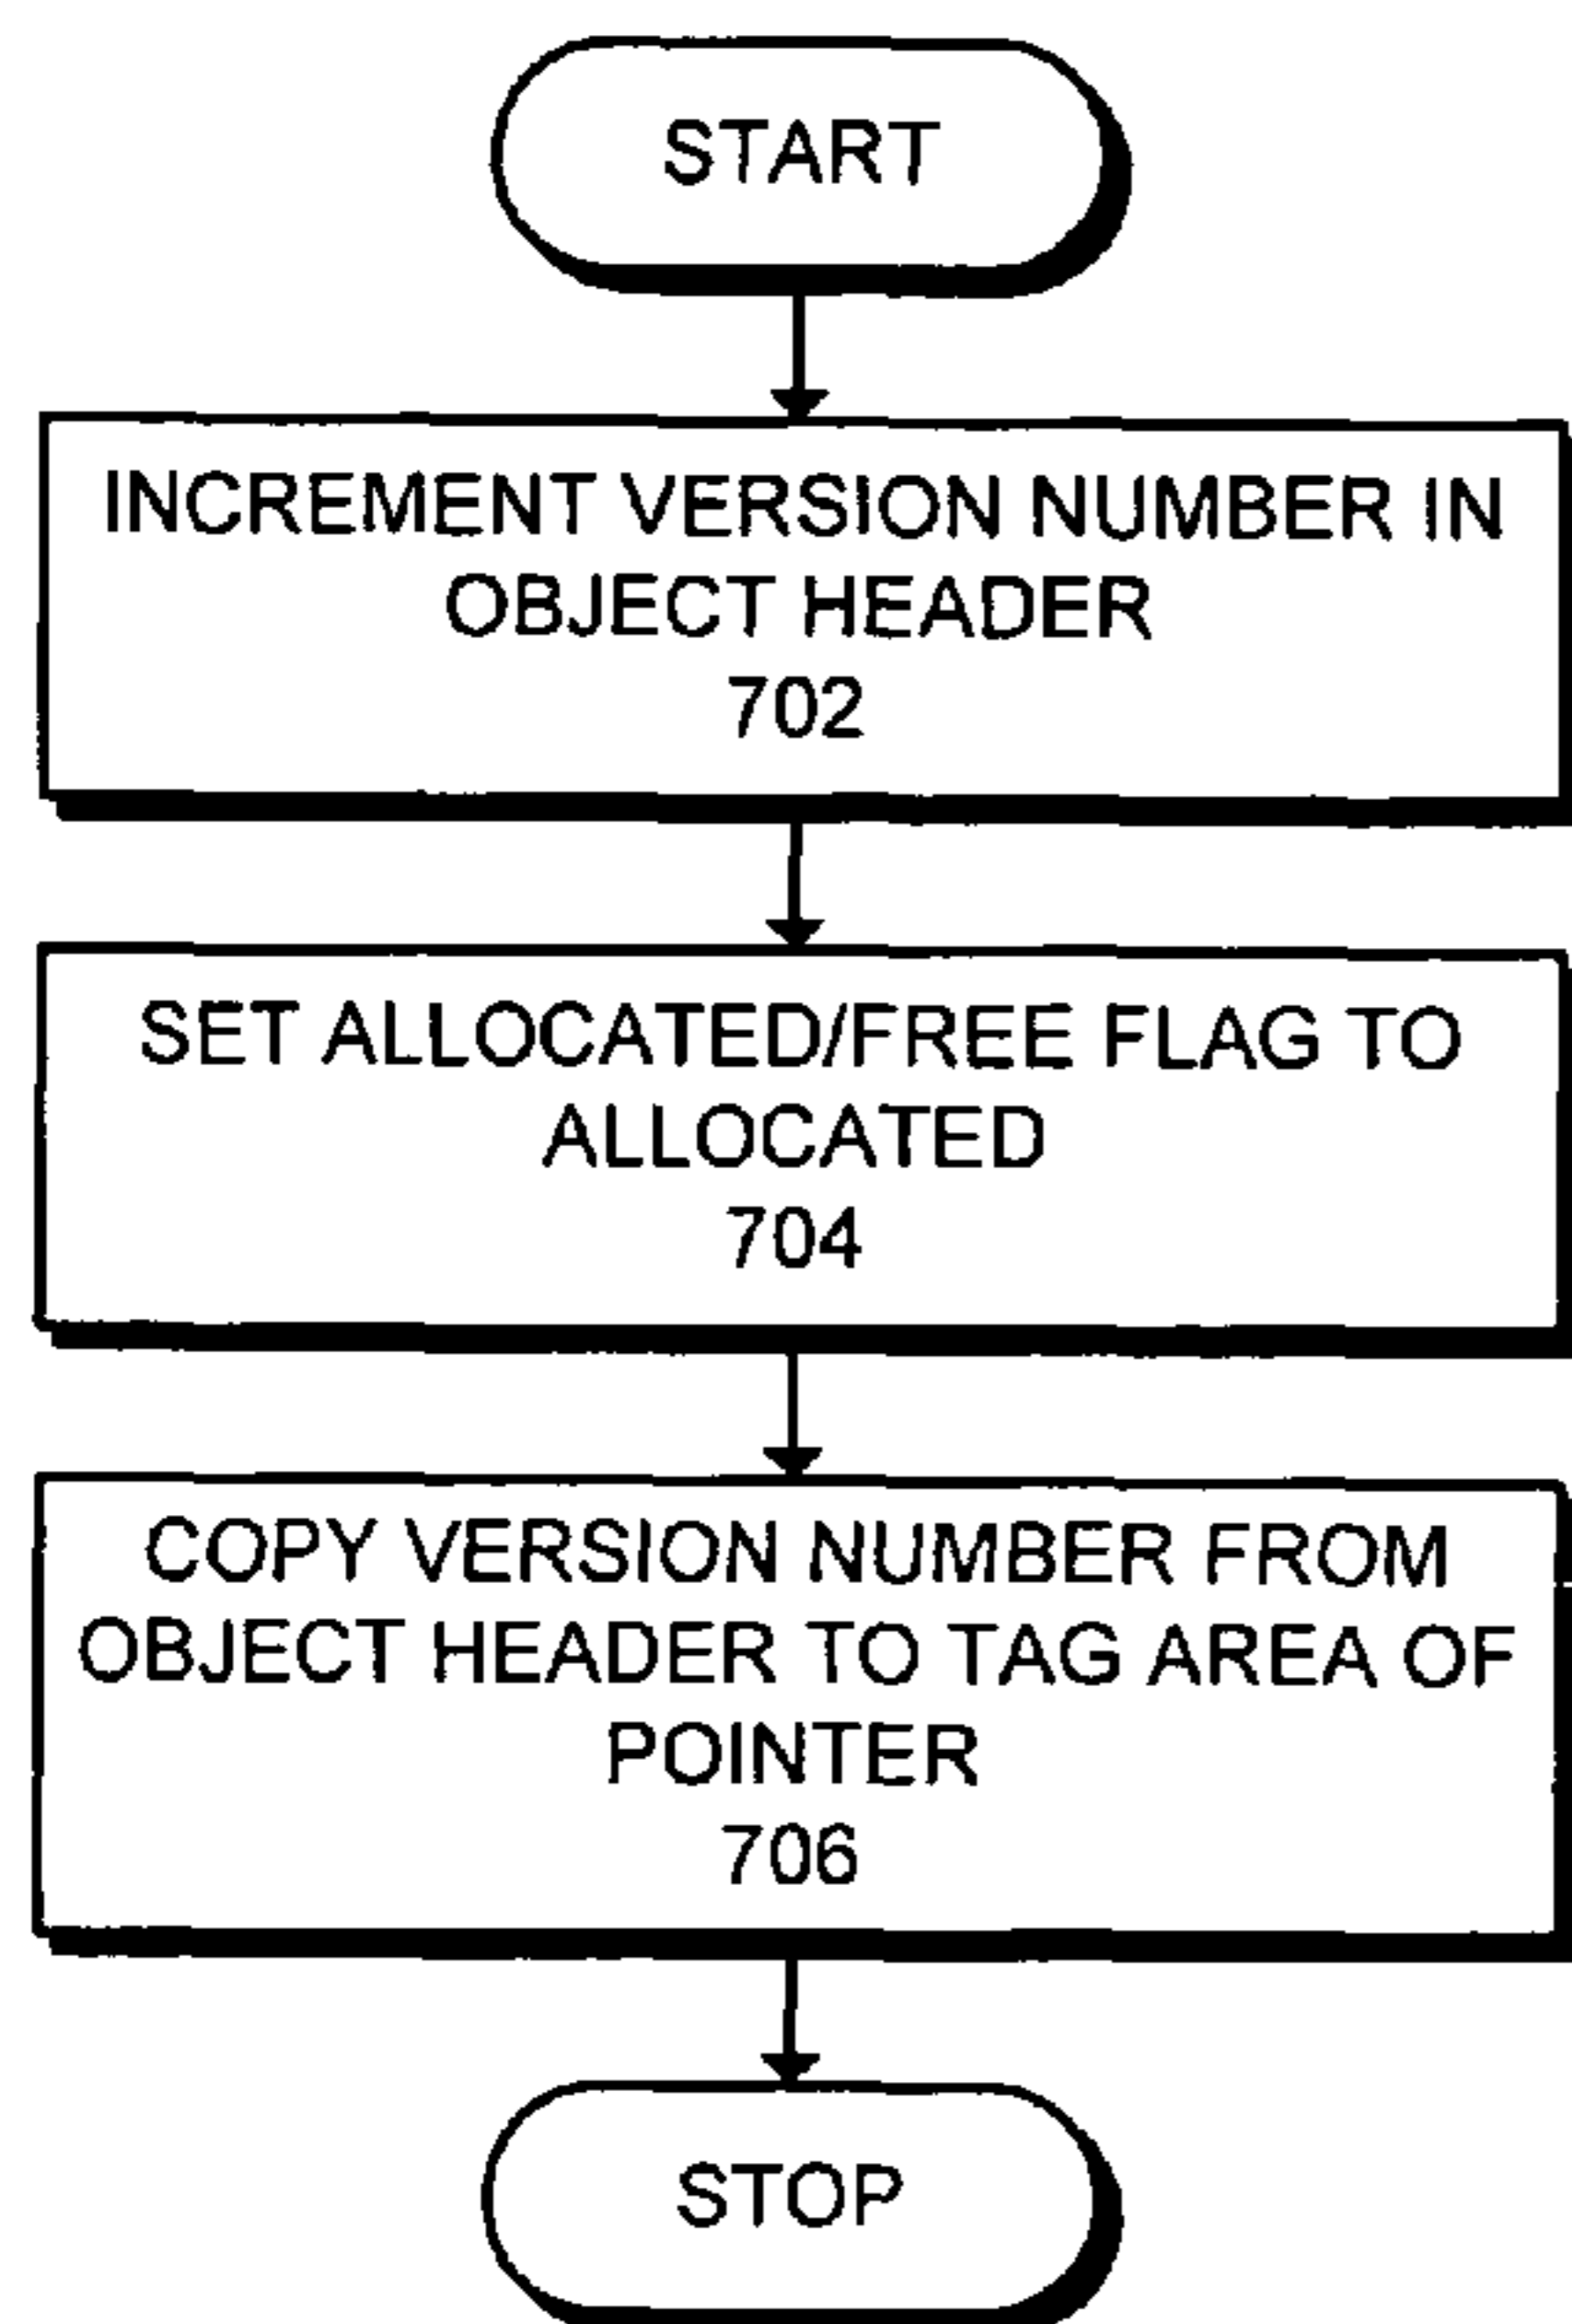 START
INCREMENT VERSION NUMBER IN
OBJECT HEADER
702
SET ALLOCATED/FREE FLAG TO
ALLOCATED
704
COPY VERSION NUMBER FROM
OBJECT HEADER TO TAG AREA OF
POINTER
706
STOP